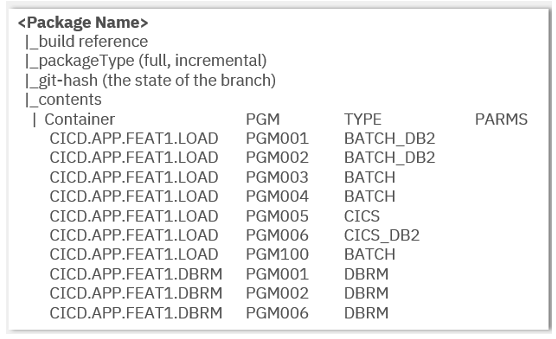 <Package Name>
|_build reference
|_packageType (full, incremental)
|_git-hash (the state of the branch)
|_contents
| Container PGM TYPE PARMS
CICD.APP.FEAT1.LOAD PGM001 BATCH_DB2
CICD.APP.FEAT1.LOAD PGM002 BATCH_DB2
CICD.APP.FEAT1.LOAD PGM003 BATCH
CICD.APP.FEAT1.LOAD PGM004 BATCH
CICD.APP.FEAT1.LOAD PGM005 CICS
CICD.APP.FEAT1.LOAD PGM006 CICS_DB2
CICD.APP.FEAT1.LOAD PGM100 BATCH
CICD.APP.FEAT1.DBRM PGM001 DBRM
CICD.APP.FEAT1.DBRM PGM002 DBRM
CICD.APP.FEAT1.DBRM PGM006 DBRM